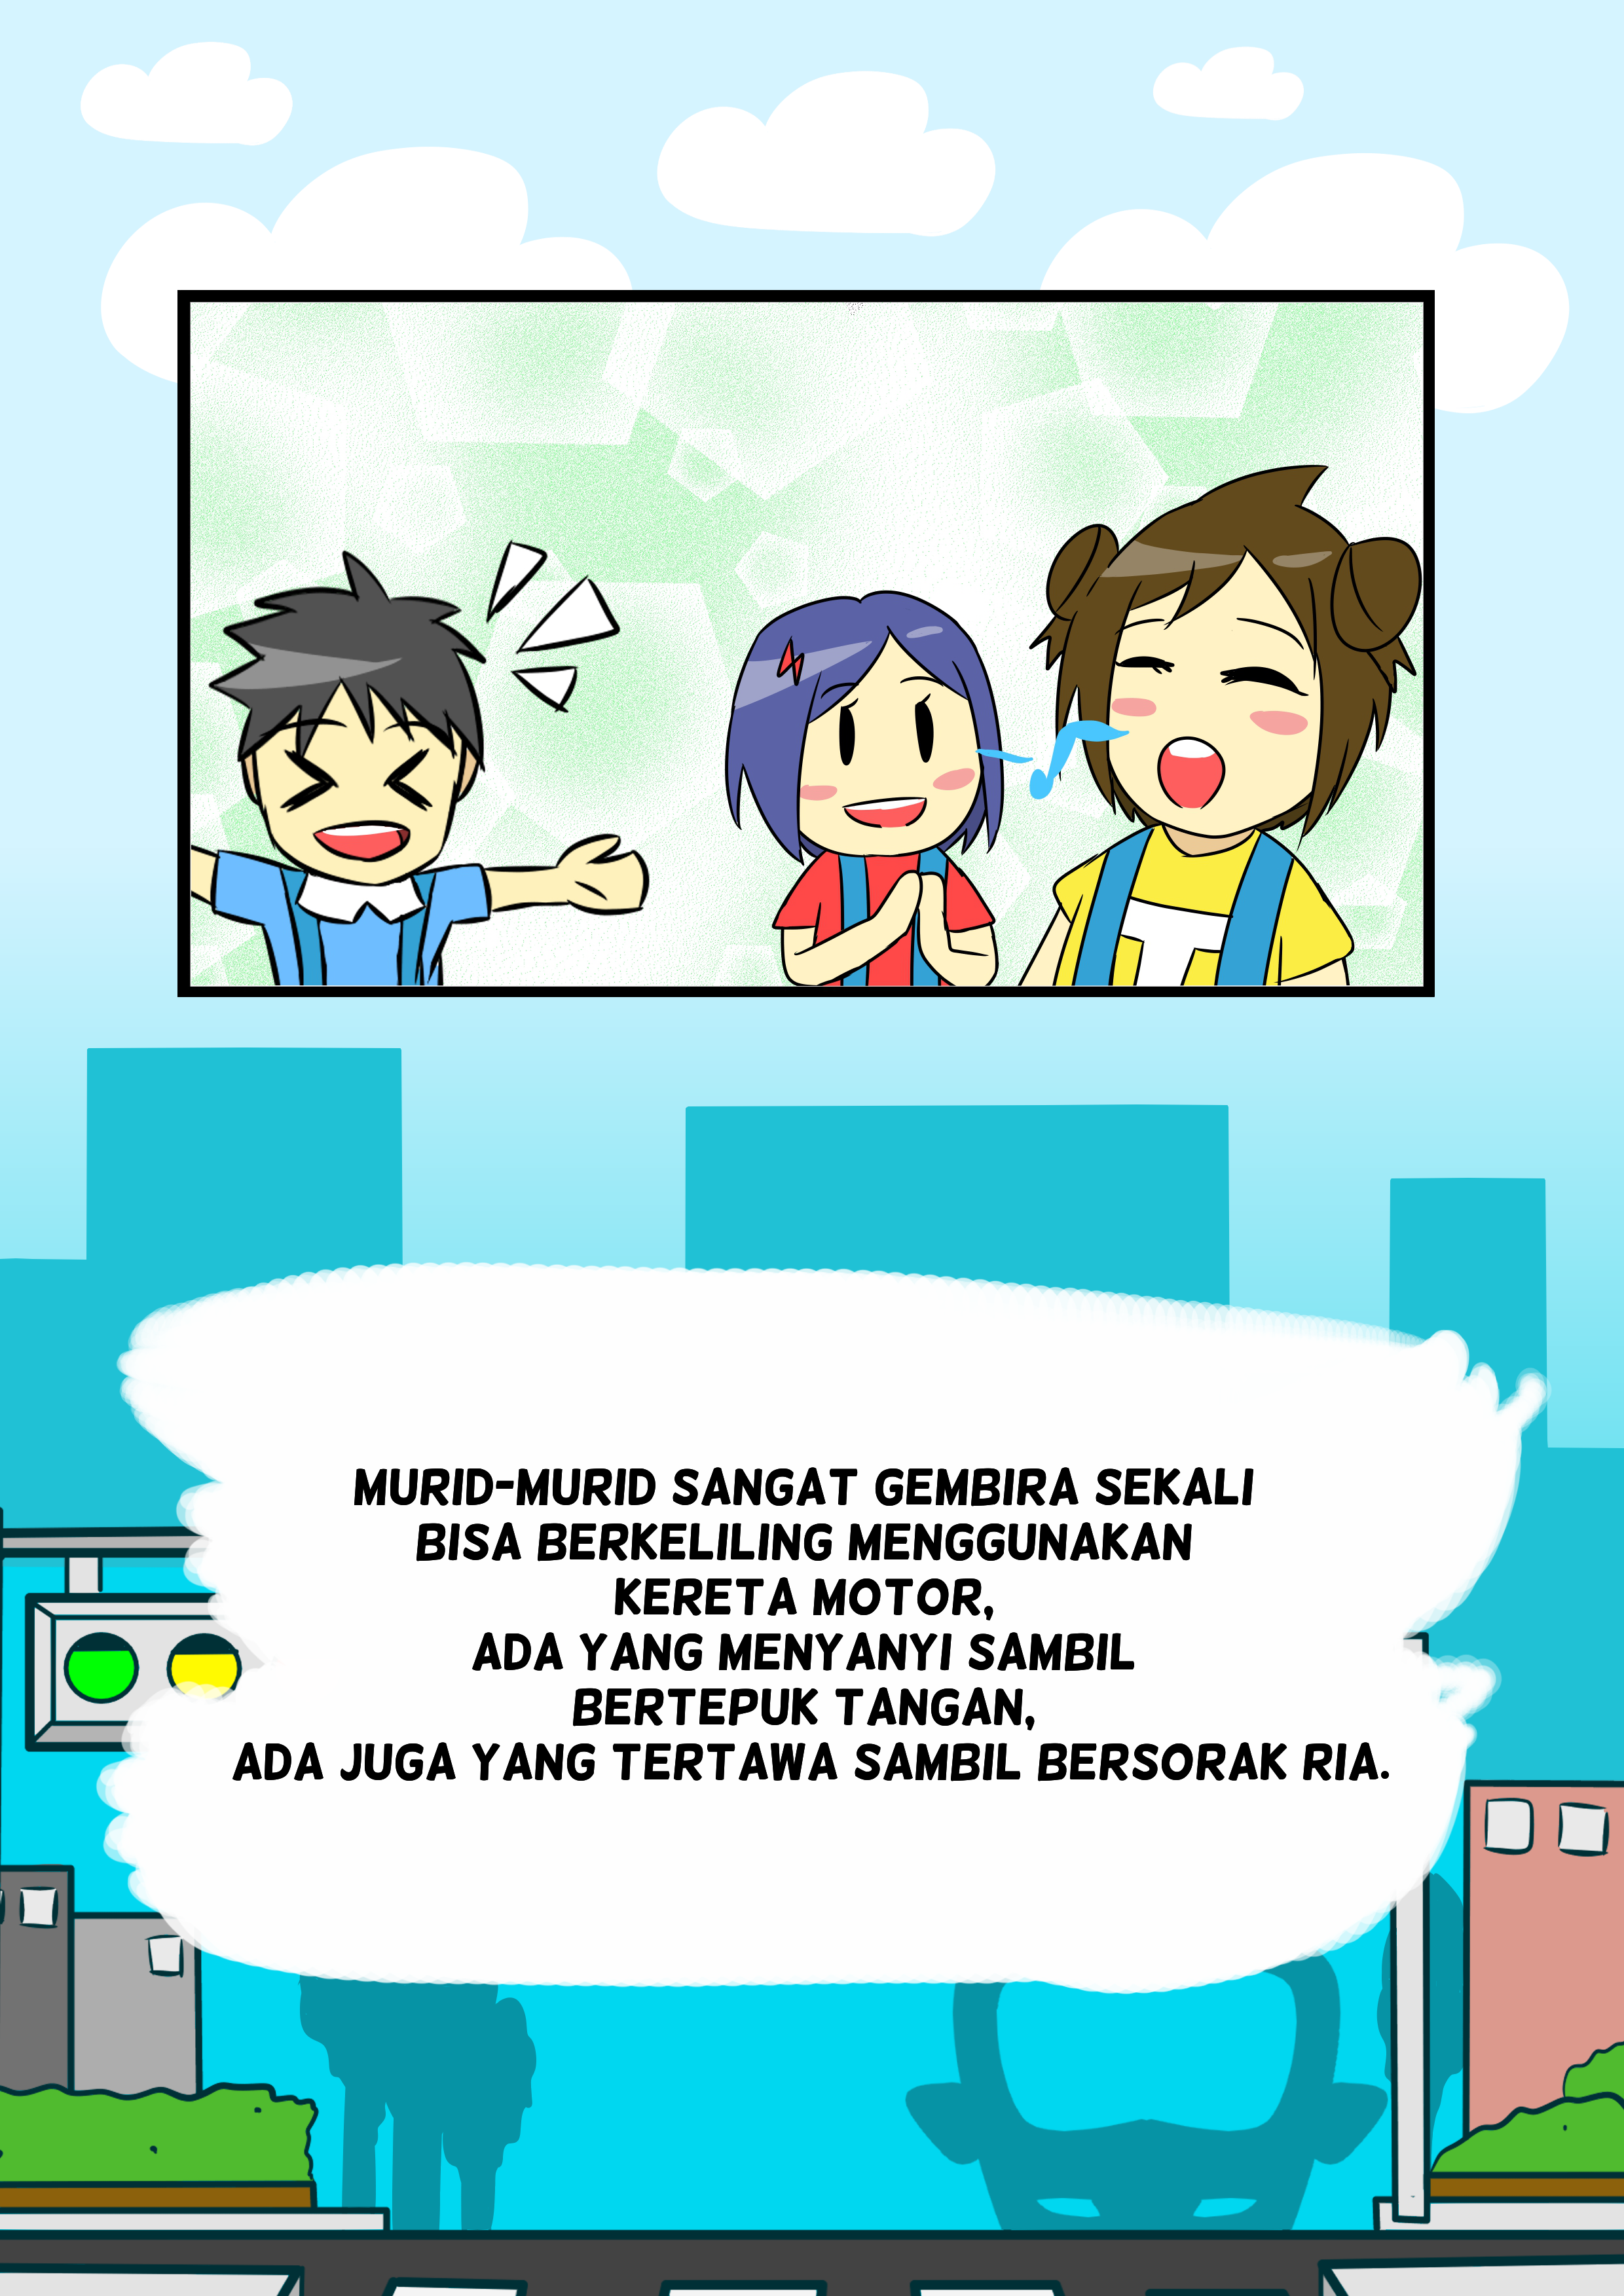 MURID-MURID SANGAT GEMBIRA SEKALI
BISA BERKELILING MENGGUNAKAN
KERETA MOTOR,
ADA YANG MENYANYI SAMBIL
BERTEPUK TANGAN,
ADA JUGA YANG TERTAWA SAMBIL BERSORAK RIA.